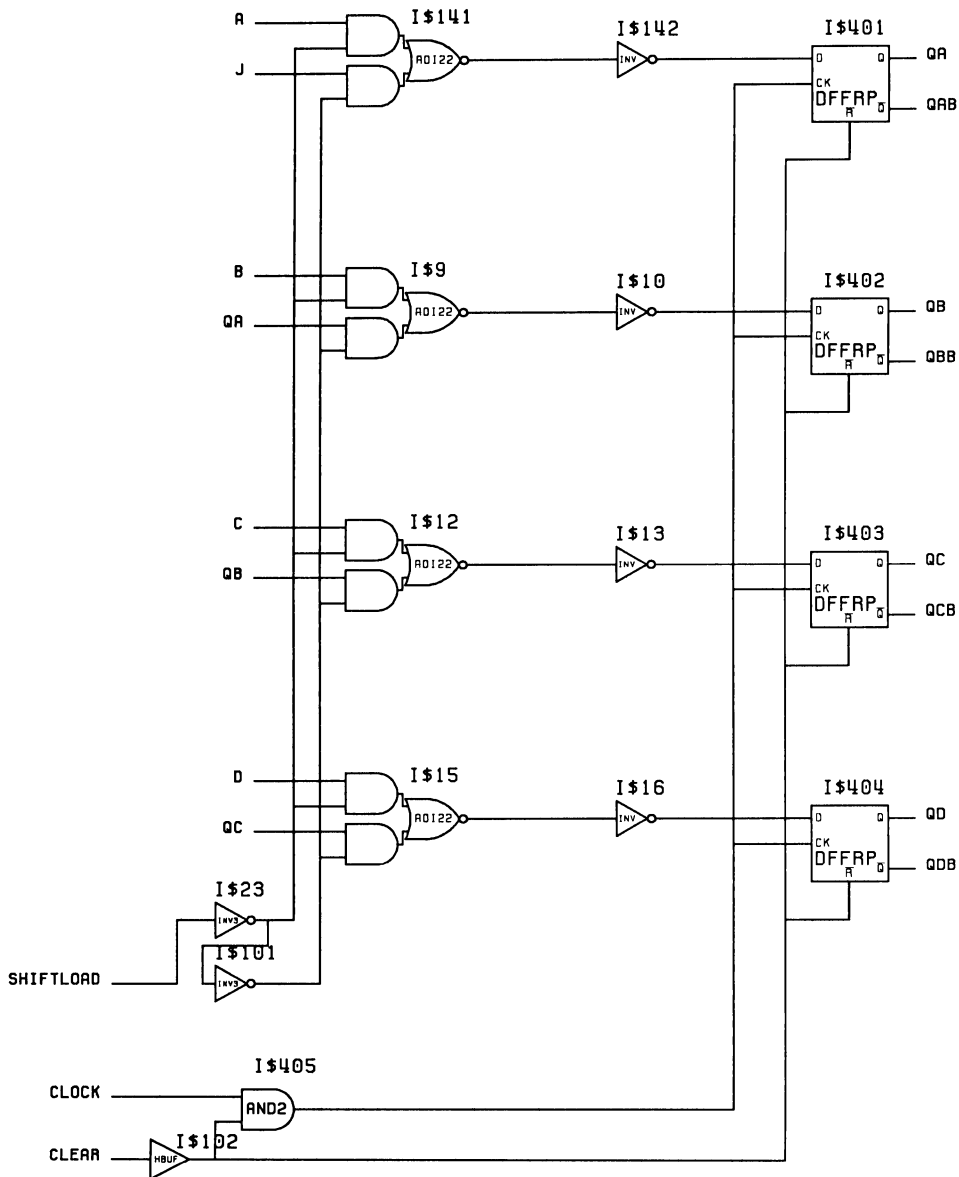 I$141
I$142
I$401
A
J
AOI22
INV
D
Q
CK
DFFRP
Q
R
QA
QAB
I$9
I$10
I$402
B
QA
AOI22
INV
D
Q
CK
DFFRP
Q
R
QB
QBB
I$12
I$13
I$403
C
QB
AOI22
INV
D
Q
CK
DFFRP
Q
R
QC
QCB
I$15
I$16
I$404
D
QC
AOI22
INV
D
Q
CK
DFFRP
Q
R
QD
QDB
I$23
INV3
I$101
SHIFTLOAD
INV3
I$405
CLOCK
AND2
I$102
CLEAR
HBUF